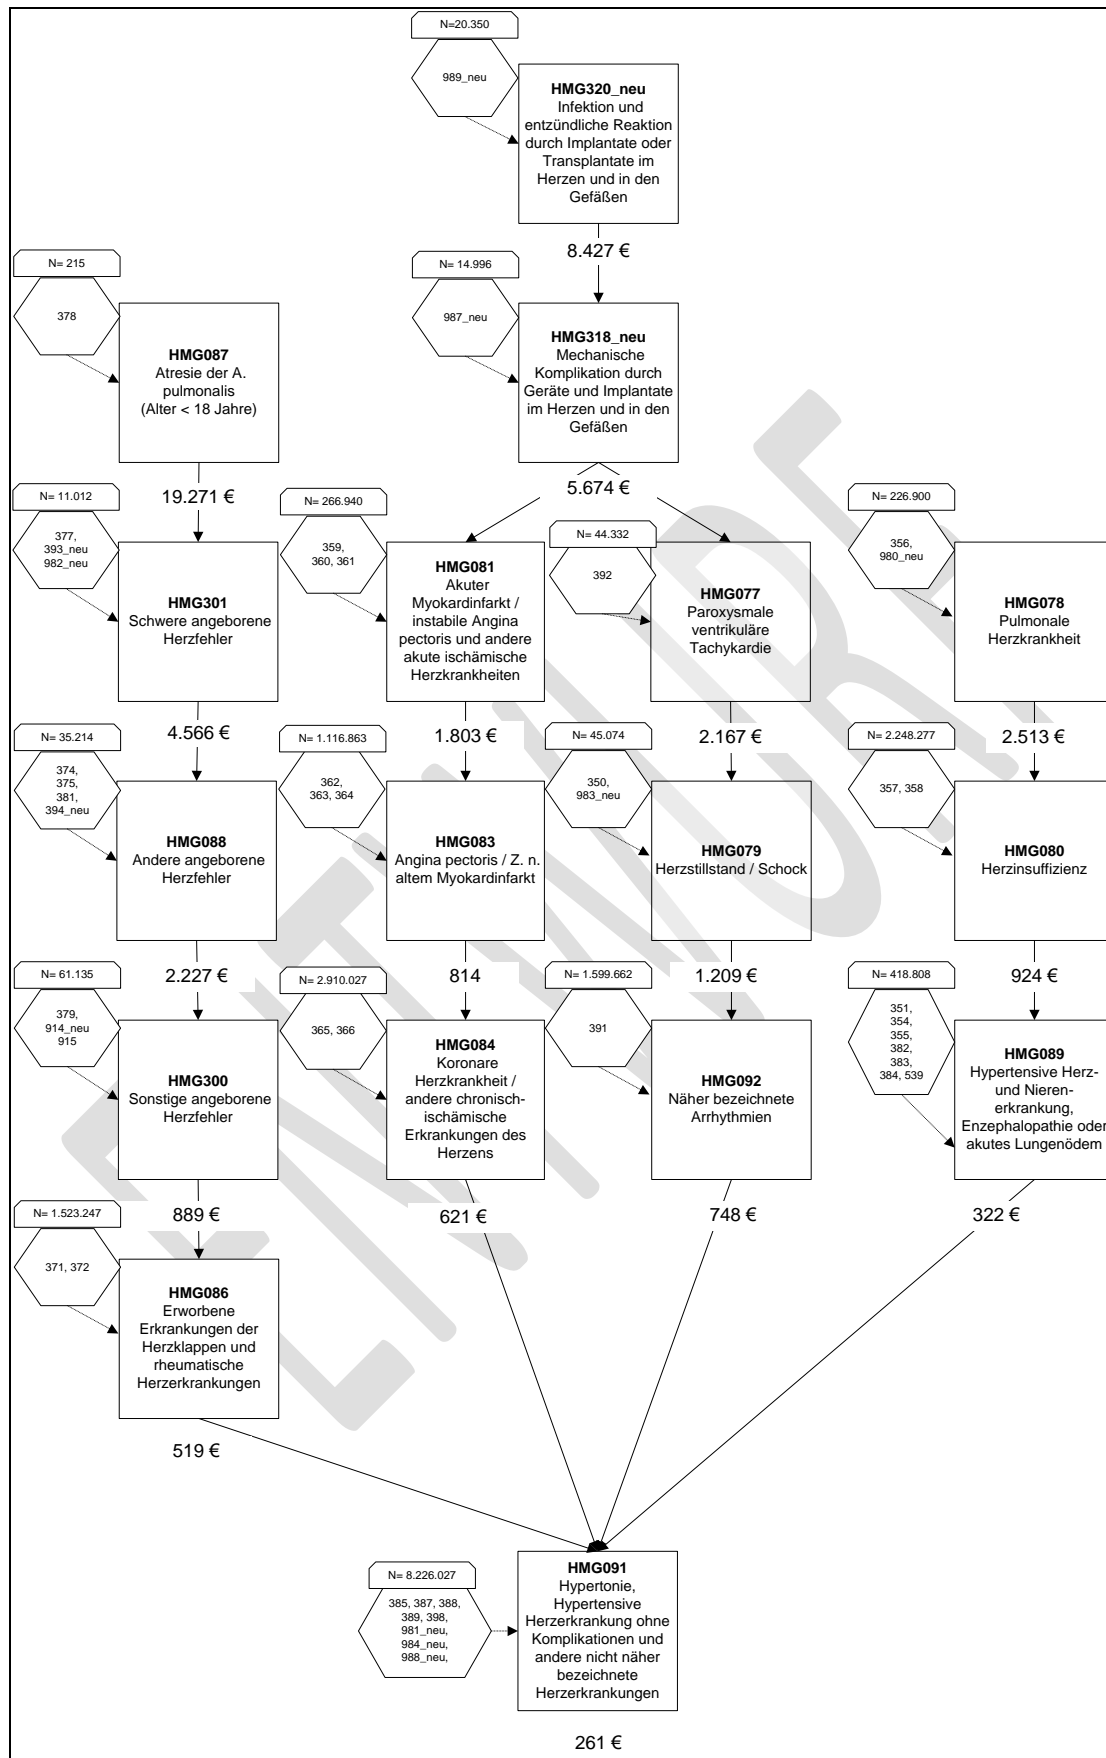 N=20.350
989_neu
HMG320_neu
Infektion und
entzündliche Reaktion
durch Implantate oder
Transplantate im
Herzen und in den
Gefäßen
8.427 €
N= 215
378
HMG087
Atresie der A.
pulmonalis
(Alter < 18 Jahre)
19.271 €
N= 14.996
987_neu
HMG318_neu
Mechanische
Komplikation durch
Geräte und Implantate
im Herzen und in den
Gefäßen
5.674 €
N= 11.012
377,
393_neu
982_neu
HMG301
Schwere angeborene
Herzfehler
4.566 €
N= 266.940
359,
360, 361
HMG081
Akuter
Myokardinfarkt /
instabile Angina
pectoris und andere
akute ischämische
Herzkrankheiten
1.803 €
N= 44.332
392
HMG077
Paroxysmale
ventrikuläre
Tachykardie
2.167 €
N= 226.900
356,
980_neu
HMG078
Pulmonale
Herzkrankheit
2.513 €
N= 35.214
374,
375,
381,
394_neu
HMG088
Andere angeborene
Herzfehler
2.227 €
N= 1.116.863
362,
363, 364
HMG083
Angina pectoris / Z. n.
altem Myokardinfarkt
814
N= 45.074
350,
983_neu
HMG079
Herzstillstand / Schock
1.209 €
N= 2.248.277
357, 358
HMG080
Herzinsuffizienz
924 €
N= 61.135
379,
914_neu
915
HMG300
Sonstige angeborene
Herzfehler
889 €
N= 2.910.027
365, 366
HMG084
Koronare
Herzkrankheit /
andere chronisch-
ischämische
Erkrankungen des
Herzens
621 €
N= 1.599.662
391
HMG092
Näher bezeichnete
Arrhythmien
748 €
N= 418.808
351,
354,
355,
382,
383,
384, 539
HMG089
Hypertensive Herz-
und Nieren-
erkrankung,
Enzephalopathie oder
akutes Lungenödem
322 €
N= 1.523.247
371, 372
HMG086
Erworbene
Erkrankungen der
Herzklappen und
rheumatische
Herzerkrankungen
519 €
N= 8.226.027
385, 387, 388,
389, 398,
981_neu,
984_neu,
988_neu,
HMG091
Hypertonie,
Hypertensive
Herzerkrankung ohne
Komplikationen und
andere nicht näher
bezeichnete
Herzerkrankungen
261 €
ENTWURF